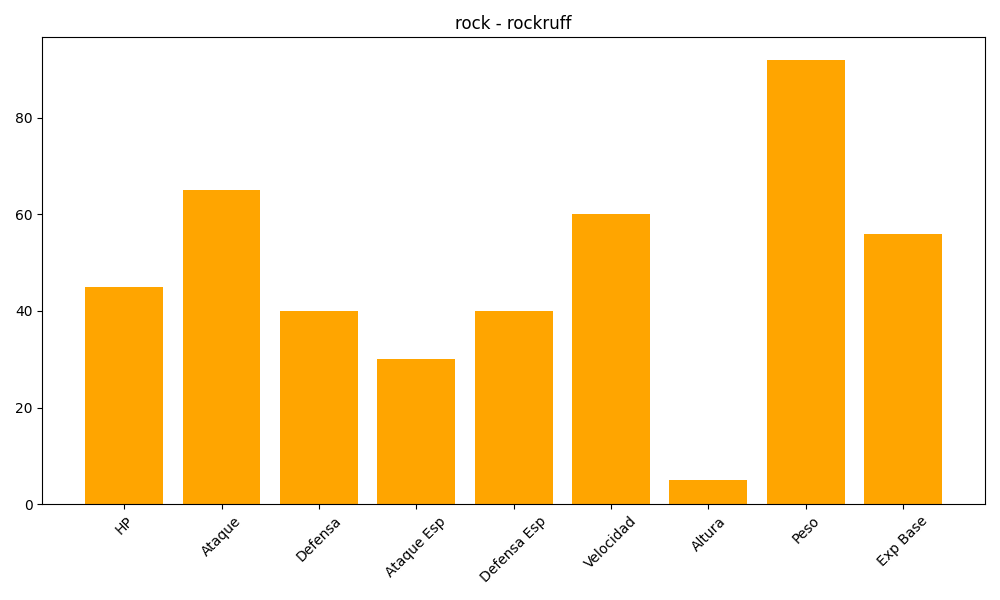 rock - rockruff
80
60
40
20
0
HP
Ataque
Defensa
Ataque Esp
Defensa Esp
Velocidad
Altura
Peso
Exp Base